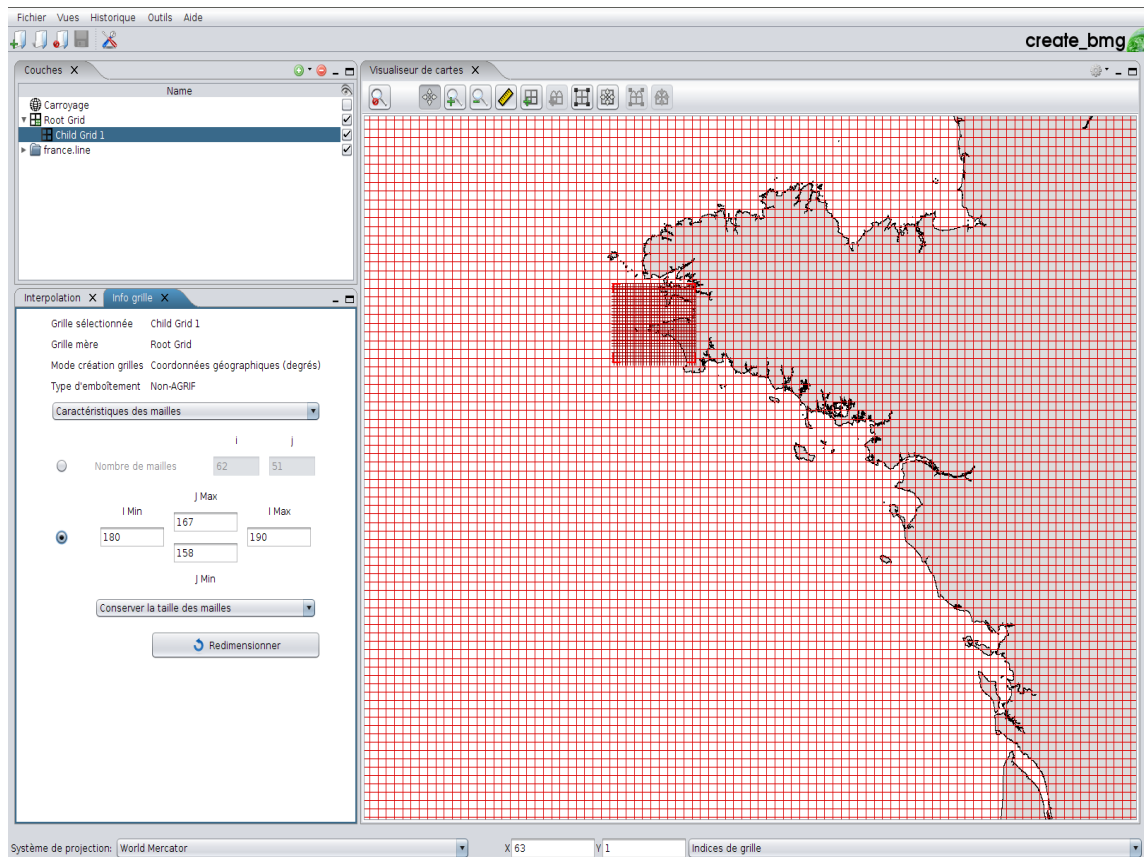 Fichier Vues Historique Outils Aide
create_bmg
Couches X
Name
Carroyage
Root Grid
Child Grid 1
france.line
Interpolation X Info grille X
Grille sélectionnée Child Grid 1
Grille mère Root Grid
Mode création grilles Coordonnées géographiques (degrés)
Type d'emboîtement Non-AGRIF
Caractéristiques des mailles
i j
Nombre de mailles 62 51
J Max
I Min I Max
167
180 190
158
J Min
Conserver la taille des mailles
Redimensionner
Visualiseur de cartes X
Système de projection: World Mercator X 63 Y 1 Indices de grille